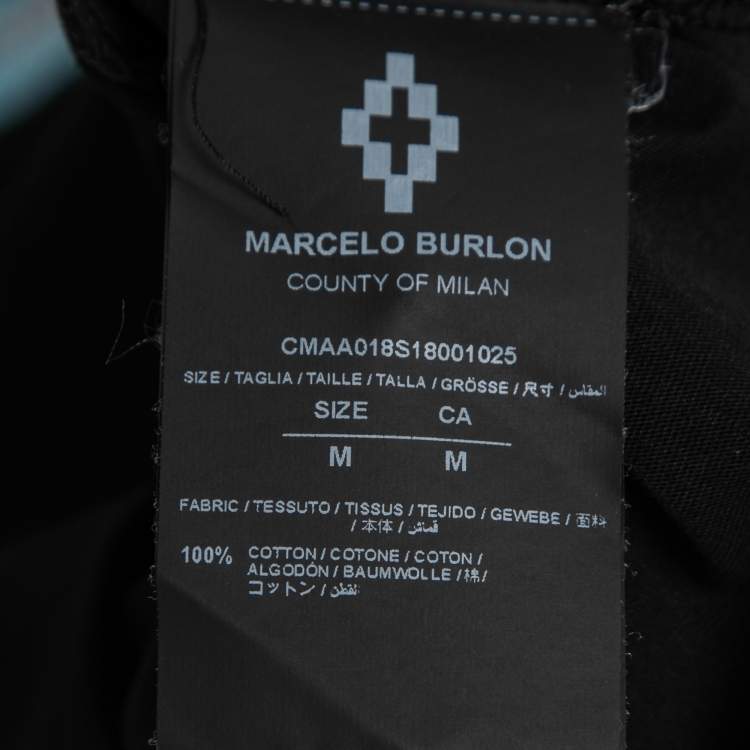 MARCELO BURLON
COUNTY OF MILAN
CMAA018S18001025
SIZE / TAGLIA / TAILLE / TALLA / GRÖSSE / 尺寸 / المقاس
SIZE CA
M M
FABRIC / TESSUTO / TISSUS / TEJIDO / GEWEBE / 面料
/ 本体 / قماش
100% COTTON / COTONE / COTON /
ALGODÓN / BAUMWOLLE / 棉 /
コットン / القطن